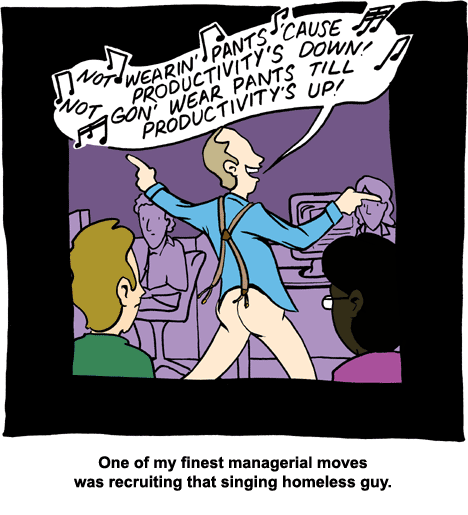 NOT WEARIN' PANTS 'CAUSE
PRODUCTIVITY'S DOWN!
NOT GON' WEAR PANTS TILL
PRODUCTIVITY'S UP!
One of my finest managerial moves
was recruiting that singing homeless guy.